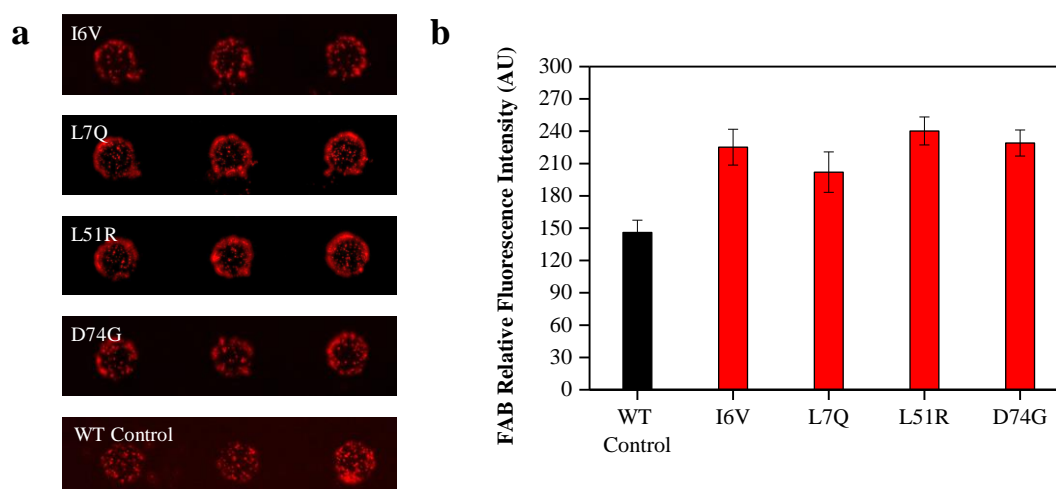 a
I6V
L7Q
L51R
D74G
WT Control
b
FAB Relative Fluorescence Intensity (AU)
300
270
240
210
180
150
120
90
60
30
0
WT
Control
I6V
L7Q
L51R
D74G